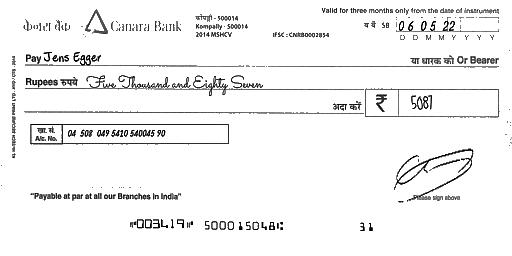 केनरा बैंक Canara Bank
कोंपल्ली - 500014
Kompally - 500014
2014 MSHCV
IFSC : CNRB0002854
Valid for three months only from the date of instrument
06 05 22
D D M M Y Y Y Y
Pay Jens Egger
या धारक को Or Bearer
Rupees रुपये Five Thousand and Eighty Seven
अदा करें ₹ 5087
खा. सं.
A/c. No. 04 508 049 5410 540045 90
Please sign above
"Payable at par at all our Branches in India"
⑈003419⑈ 500015048⑆ 31